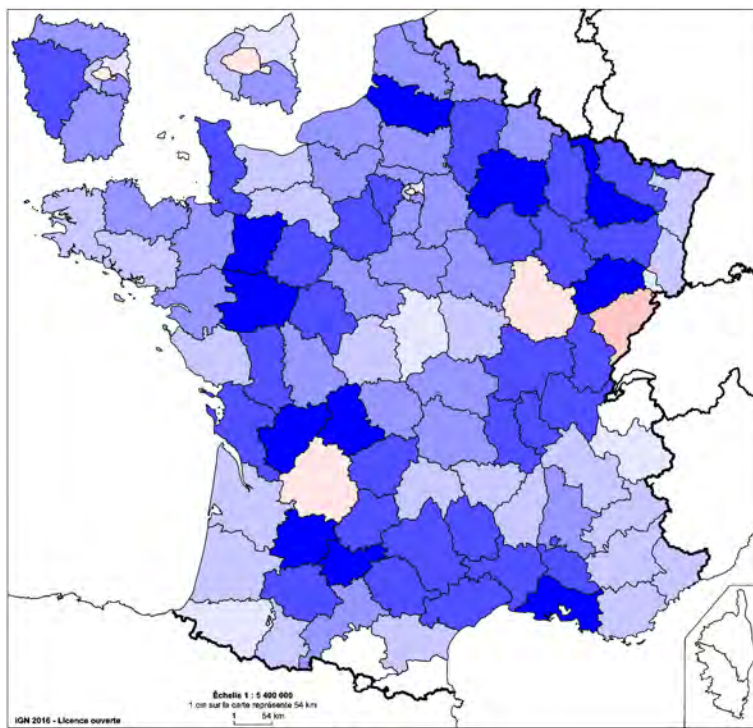 Échelle 1 : 5 400 000
1 cm sur la carte représente 54 km
1 54 km
IGN 2016 - Licence ouverte